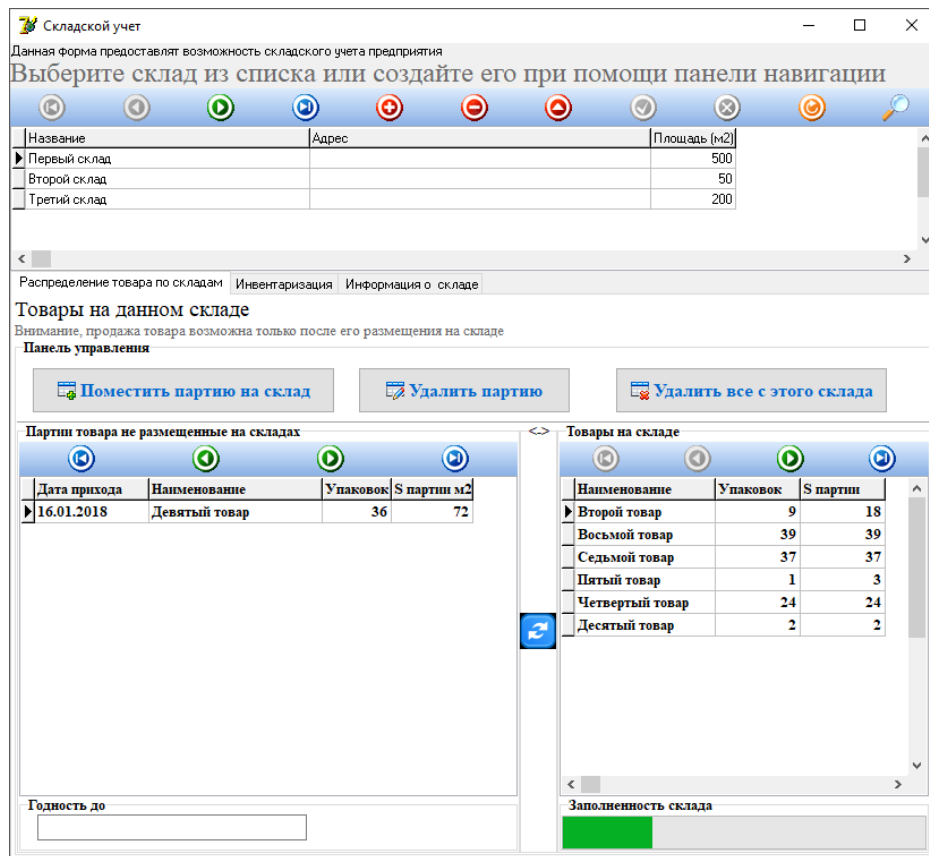 Складской учет
Данная форма предоставлят возможность складского учета предприятия
Выберите склад из списка или создайте его при помощи панели навигации
Название Адрес Площадь (м2)
Первый склад 500
Второй склад 50
Третий склад 200
Распределение товара по складам Инвентаризация Информация о складе
Товары на данном складе
Внимание, продажа товара возможна только после его размещения на складе
Панель управления
Поместить партию на склад Удалить партию Удалить все с этого склада
Партии товара не размещенные на складах <-> Товары на складе
Дата прихода Наименование Упаковок S партии м2
16.01.2018 Девятый товар 36 72
Наименование Упаковок S партии
Второй товар 9 18
Восьмой товар 39 39
Седьмой товар 37 37
Пятый товар 1 3
Четвертый товар 24 24
Десятый товар 2 2
Годность до Заполненность склада